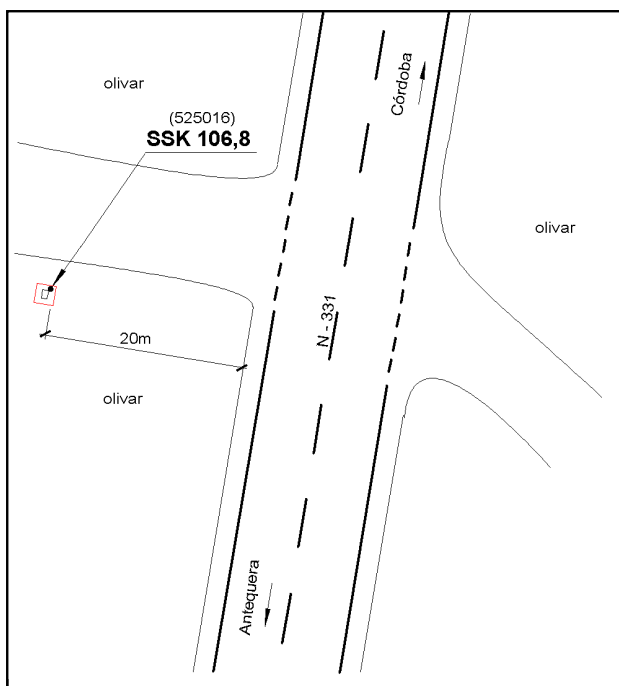 olivar
Córdoba
(525016)
SSK 106,8
olivar
N - 331
20m
olivar
Antequera